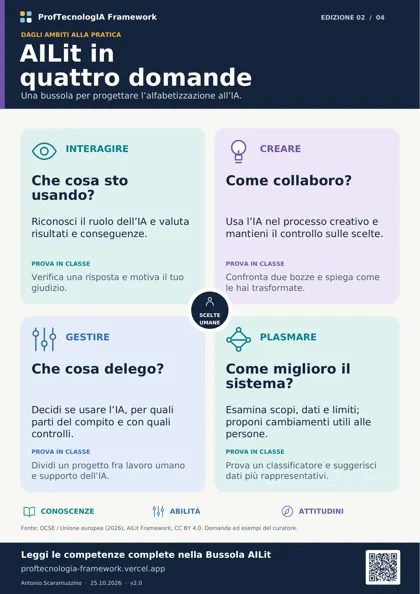 ProfTecnologIA Framework
EDIZIONE 02 / 04
DAGLI AMBITI ALLA PRATICA
AILit in
quattro domande
Una bussola per progettare l’alfabetizzazione all’IA.
INTERAGIRE
Che cosa sto
usando?
Riconosci il ruolo dell’IA e valuta
risultati e conseguenze.
PROVA IN CLASSE
Verifica una risposta e motiva il tuo
giudizio.
CREARE
Come collaboro?
Usa l’IA nel processo creativo e
mantieni il controllo sulle scelte.
PROVA IN CLASSE
Confronta due bozze e spiega come
le hai trasformate.
SCELTE
UMANE
GESTIRE
Che cosa delego?
Decidi se usare l’IA, per quali
parti del compito e con quali
controlli.
PROVA IN CLASSE
Dividi un progetto fra lavoro umano
e supporto dell’IA.
PLASMARE
Come miglioro il
sistema?
Esamina scopi, dati e limiti;
proponi cambiamenti utili alle
persone.
PROVA IN CLASSE
Prova un classificatore e suggerisci
dati più rappresentativi.
CONOSCENZE
ABILITÀ
ATTITUDINI
Fonte: OCSE / Unione europea (2026), AILit Framework, CC BY 4.0. Domande ed esempi del curatore.
Leggi le competenze complete nella Bussola AILit
proftecnologia-framework.vercel.app
Antonio Scaramuzzino · 25.10.2026 · v2.0